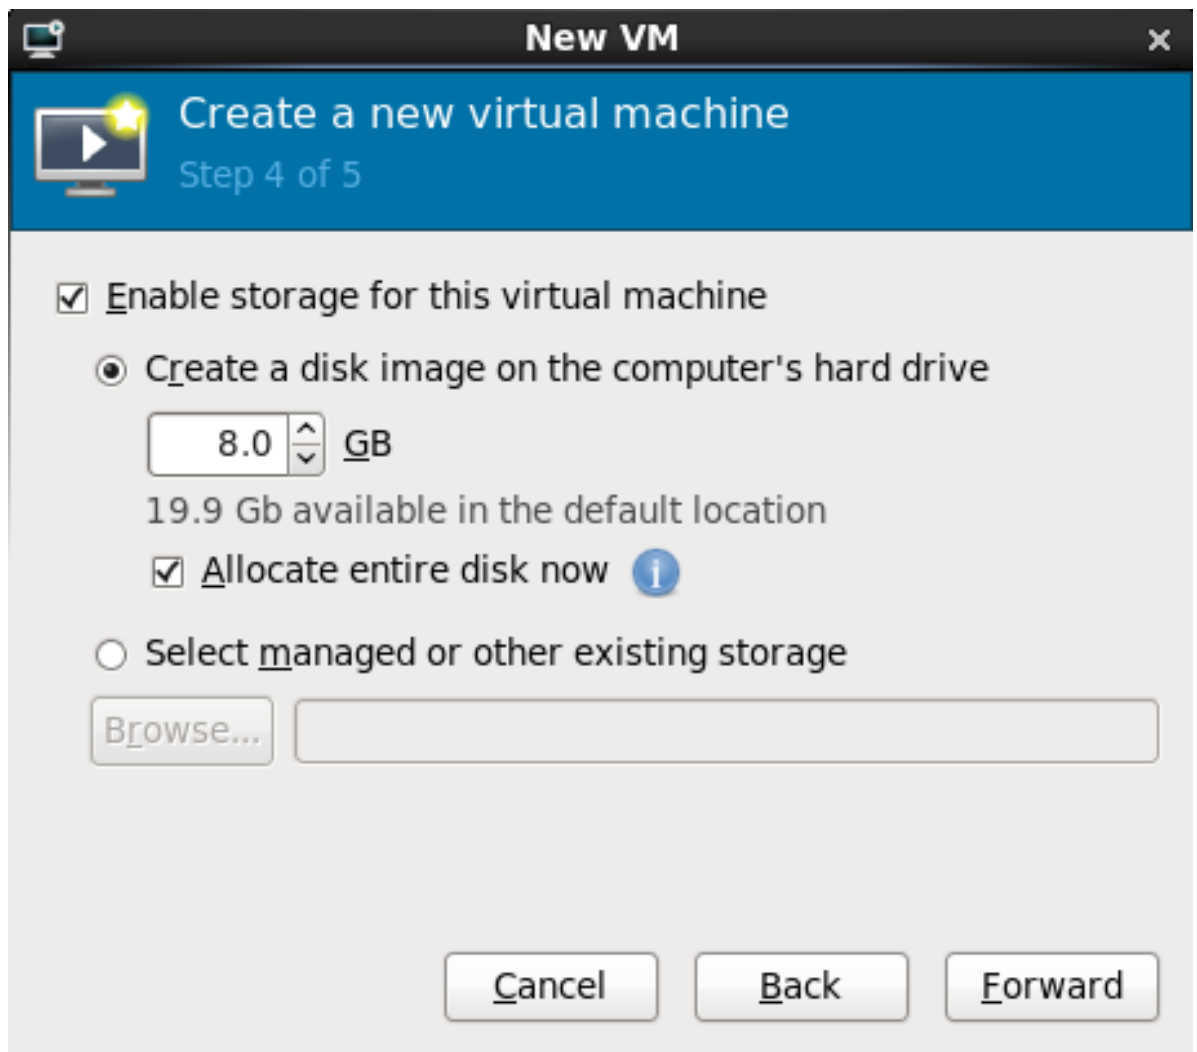 New VM
Create a new virtual machine
Step 4 of 5
Enable storage for this virtual machine
Create a disk image on the computer's hard drive
8.0 GB
19.9 Gb available in the default location
Allocate entire disk now
Select managed or other existing storage
Browse...
Cancel Back Forward